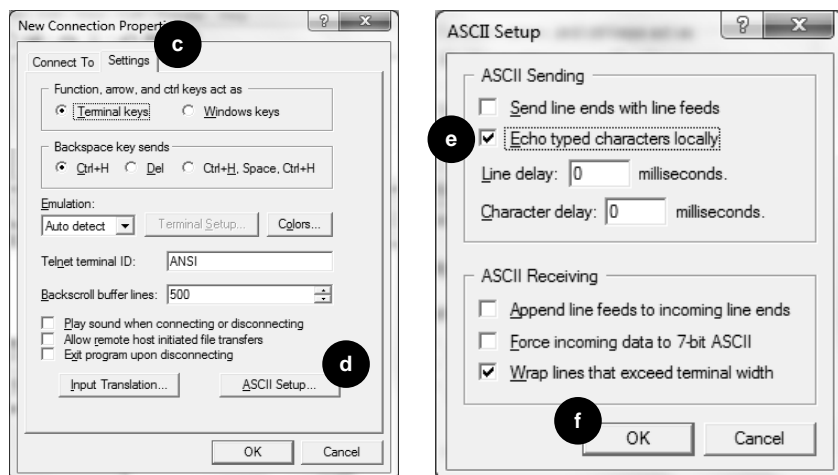 New Connection Properti
c
Connect To Settings
Function, arrow, and ctrl keys act as
Terminal keys Windows keys
Backspace key sends
Ctrl+H Del Ctrl+H, Space, Ctrl+H
Emulation:
Auto detect Terminal Setup... Colors...
Telnet terminal ID: ANSI
Backscroll buffer lines: 500
Play sound when connecting or disconnecting
Allow remote host initiated file transfers
Exit program upon disconnecting
d
Input Translation... ASCII Setup...
OK Cancel
ASCII Setup
ASCII Sending
Send line ends with line feeds
e
Echo typed characters locally
Line delay: 0 milliseconds.
Character delay: 0 milliseconds.
ASCII Receiving
Append line feeds to incoming line ends
Force incoming data to 7-bit ASCII
Wrap lines that exceed terminal width
f
OK Cancel